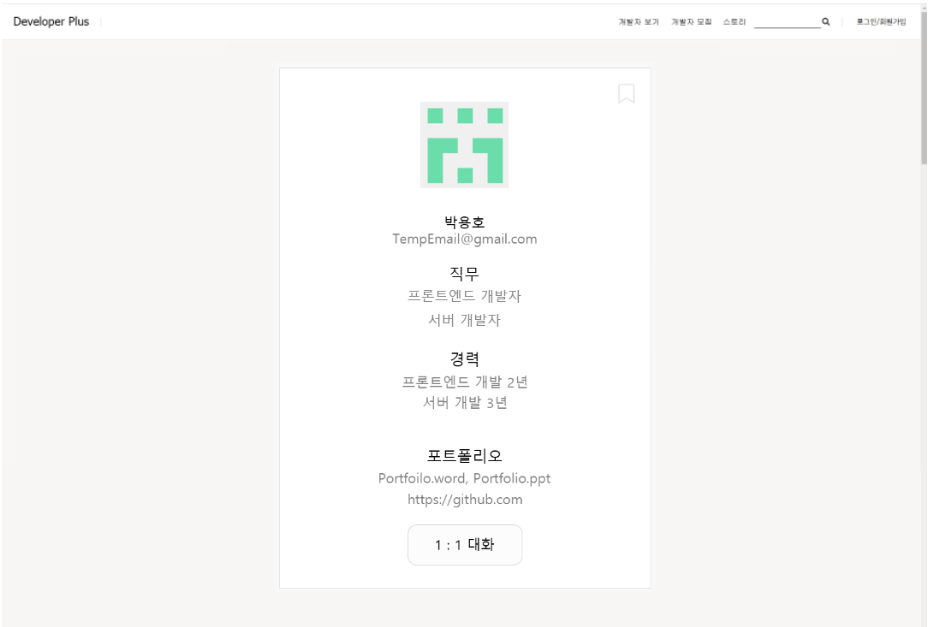 Developer Plus
개발자 보기 개발자 모집 스토리
로그인/회원가입
박용호
TempEmail@gmail.com
직무
프론트엔드 개발자
서버 개발자
경력
프론트엔드 개발 2년
서버 개발 3년
포트폴리오
Portfoilo.word, Portfolio.ppt
https://github.com
1 : 1 대화